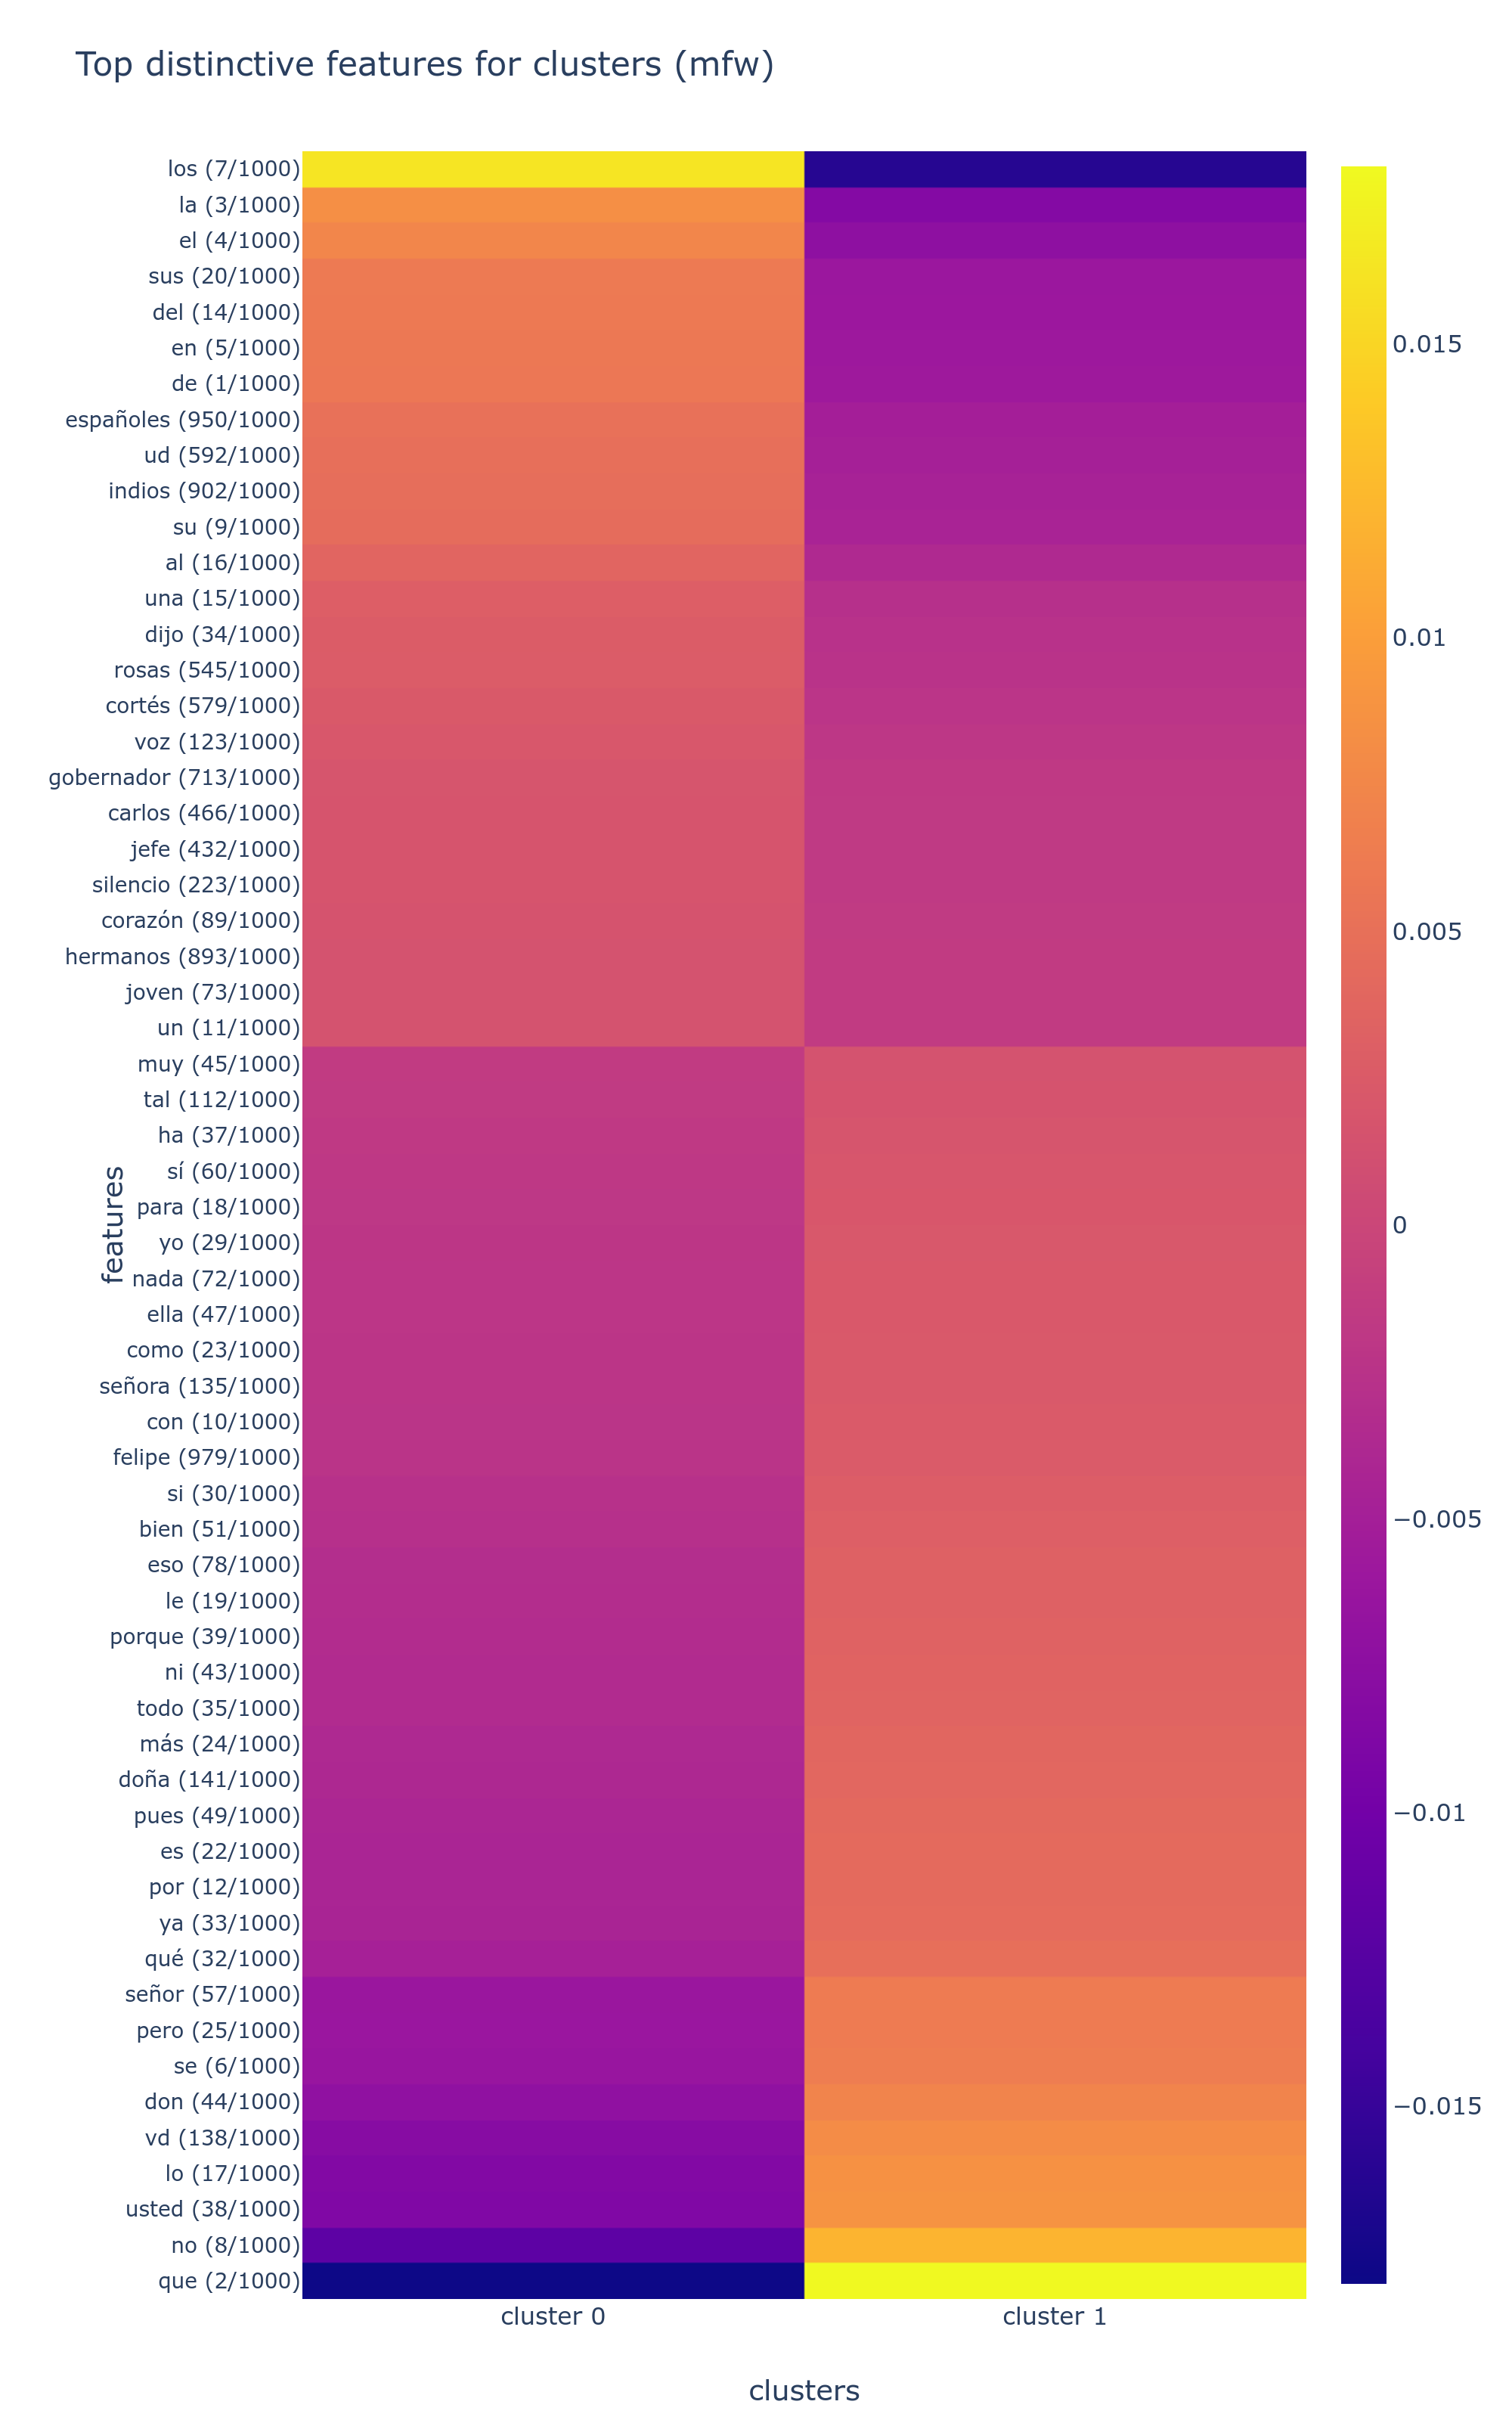 Top distinctive features for clusters (mfw)
los (7/1000)
la (3/1000)
el (4/1000)
sus (20/1000)
del (14/1000)
en (5/1000)
de (1/1000)
españoles (950/1000)
ud (592/1000)
indios (902/1000)
su (9/1000)
al (16/1000)
una (15/1000)
dijo (34/1000)
rosas (545/1000)
cortés (579/1000)
voz (123/1000)
gobernador (713/1000)
carlos (466/1000)
jefe (432/1000)
silencio (223/1000)
corazón (89/1000)
hermanos (893/1000)
joven (73/1000)
un (11/1000)
muy (45/1000)
tal (112/1000)
ha (37/1000)
sí (60/1000)
para (18/1000)
yo (29/1000)
nada (72/1000)
ella (47/1000)
como (23/1000)
señora (135/1000)
con (10/1000)
felipe (979/1000)
si (30/1000)
bien (51/1000)
eso (78/1000)
le (19/1000)
porque (39/1000)
ni (43/1000)
todo (35/1000)
más (24/1000)
doña (141/1000)
pues (49/1000)
es (22/1000)
por (12/1000)
ya (33/1000)
qué (32/1000)
señor (57/1000)
pero (25/1000)
se (6/1000)
don (44/1000)
vd (138/1000)
lo (17/1000)
usted (38/1000)
no (8/1000)
que (2/1000)
features
cluster 0
cluster 1
clusters
0.015
0.01
0.005
0
−0.005
−0.01
−0.015